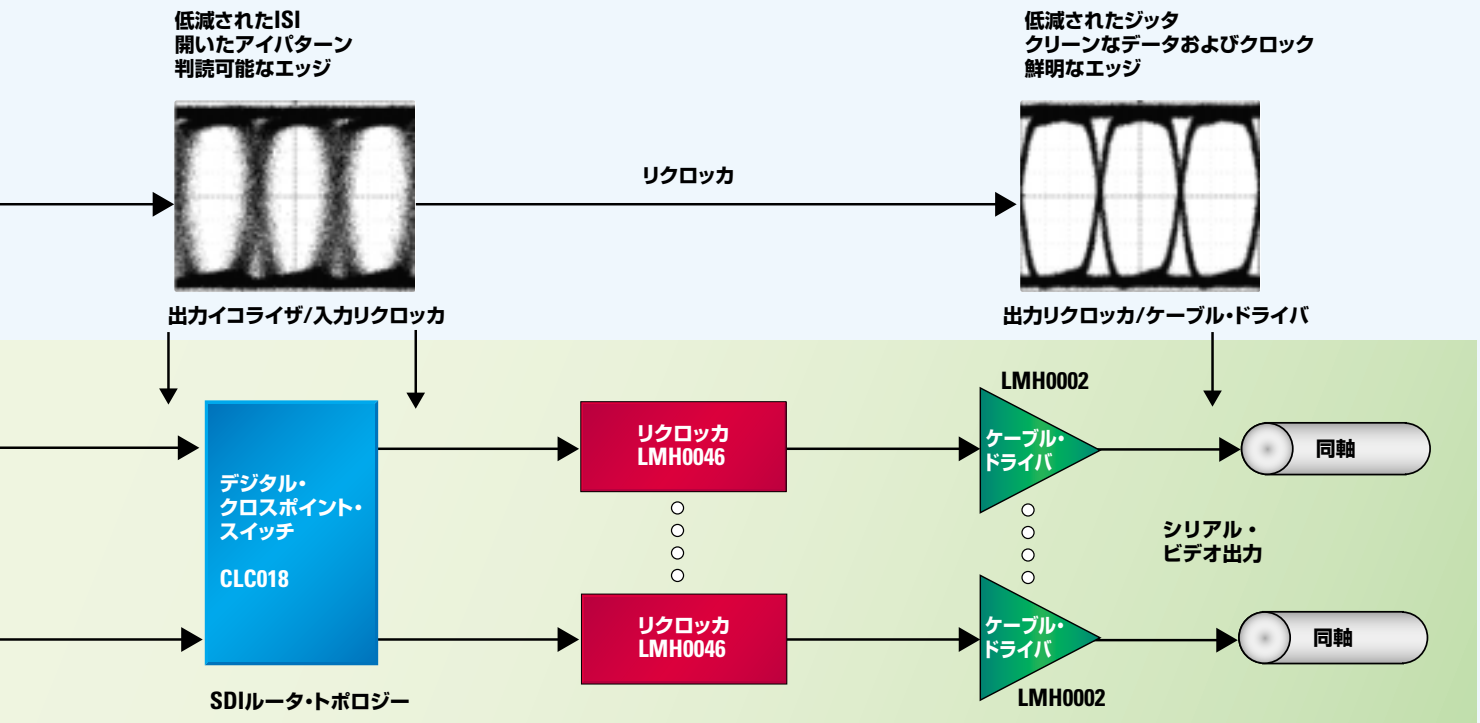 低減されたISI
開いたアイパターン
判読可能なエッジ
低減されたジッタ
クリーンなデータおよびクロック
鮮明なエッジ
リクロッカ
出力イコライザ/入力リクロッカ
出力リクロッカ/ケーブル・ドライバ
デジタル・
クロスポイント・
スイッチ
CLC018
リクロッカ
LMH0046
LMH0002
ケーブル・
ドライバ
同軸
シリアル・
ビデオ出力
リクロッカ
LMH0046
ケーブル・
ドライバ
LMH0002
同軸
SDIルータ・トポロジー